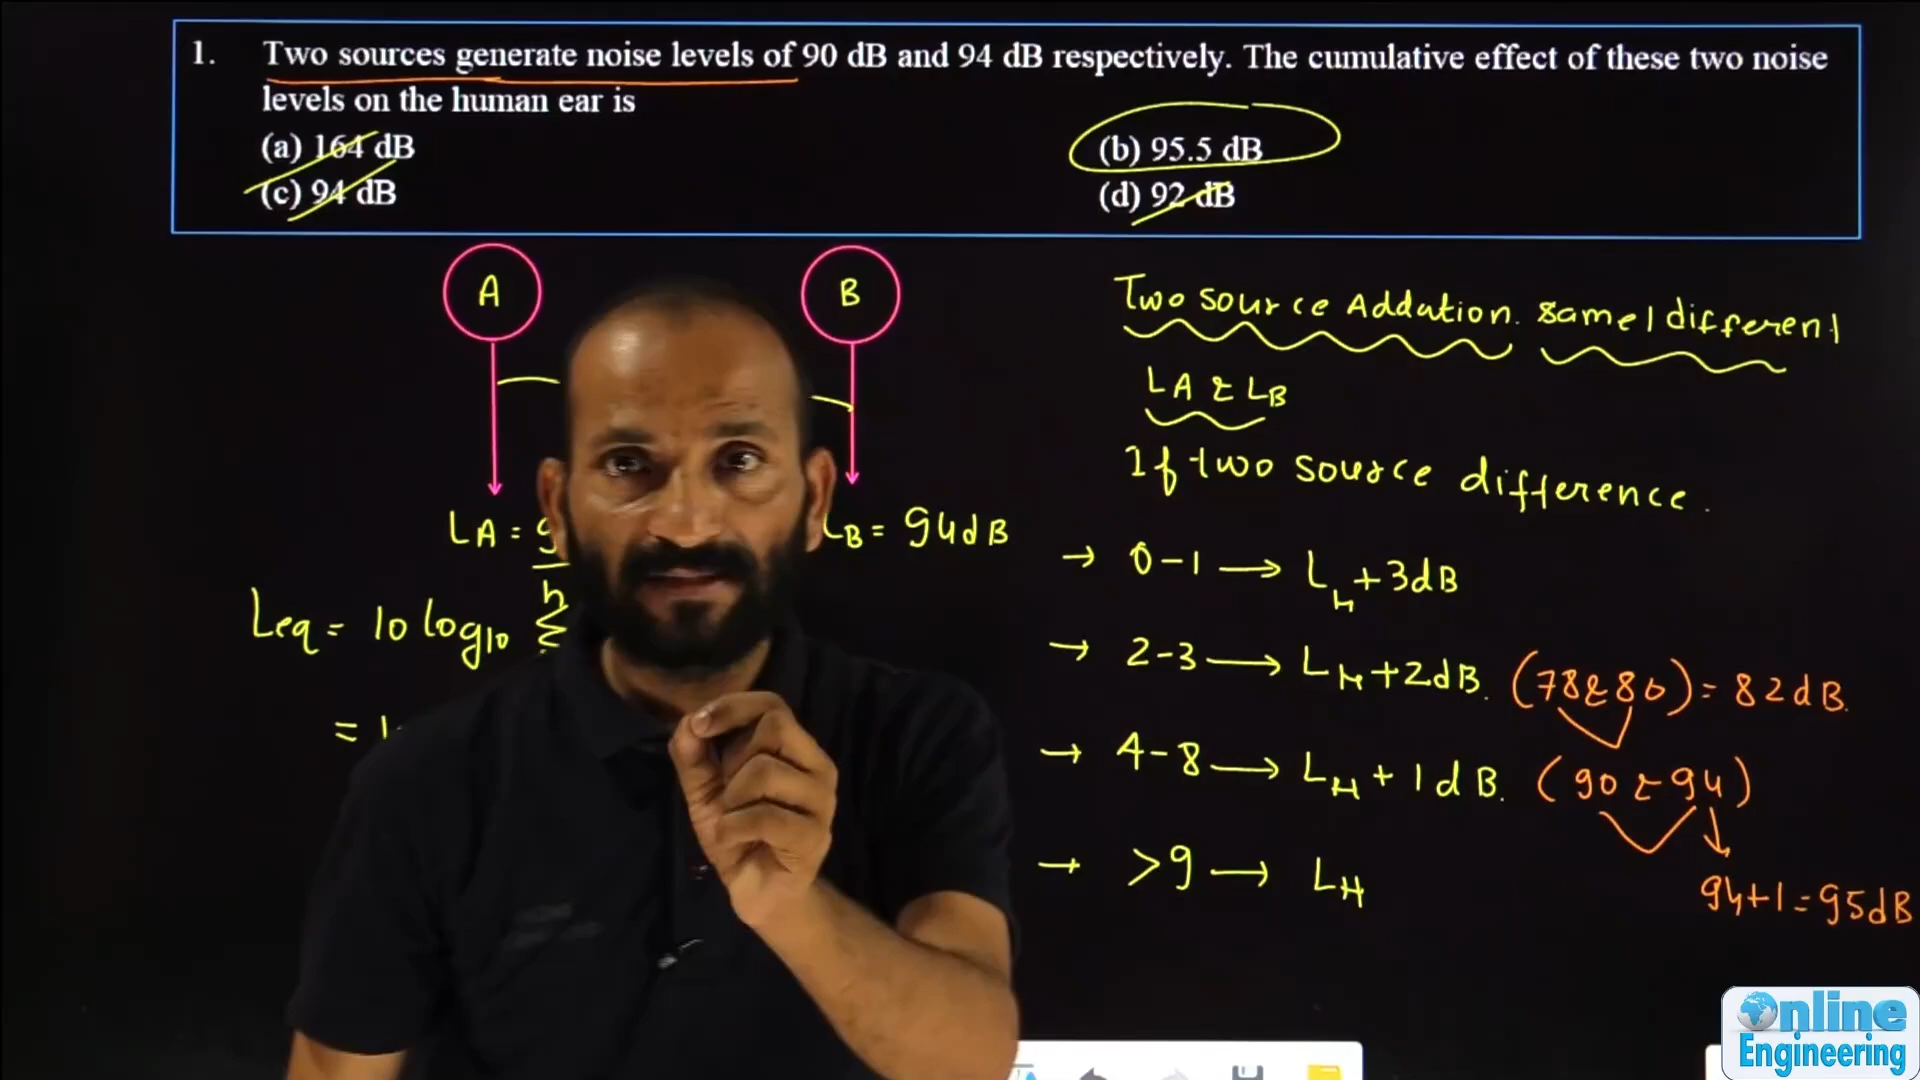 1. Two sources generate noise levels of 90 dB and 94 dB respectively. The cumulative effect of these two noise
levels on the human ear is
(a) 164 dB
(b) 95.5 dB
(c) 94 dB
(d) 92 dB
A
B
Two source Addution. same/different
LA & LB
If two source difference.
LA =
LB = 94dB
→ 0-1 → LH+3dB
Leq = 10 log10
→ 2-3 → LH+2dB. (78 & 80) = 82dB.
→ 4-8 → LH+1dB. (90 & 94)
→ >9 → LH
94+1=95dB
Online
Engineering